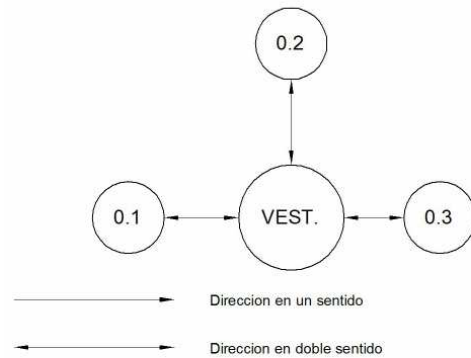 0.2
0.1
VEST.
0.3
Direccion en un sentido
Direccion en doble sentido